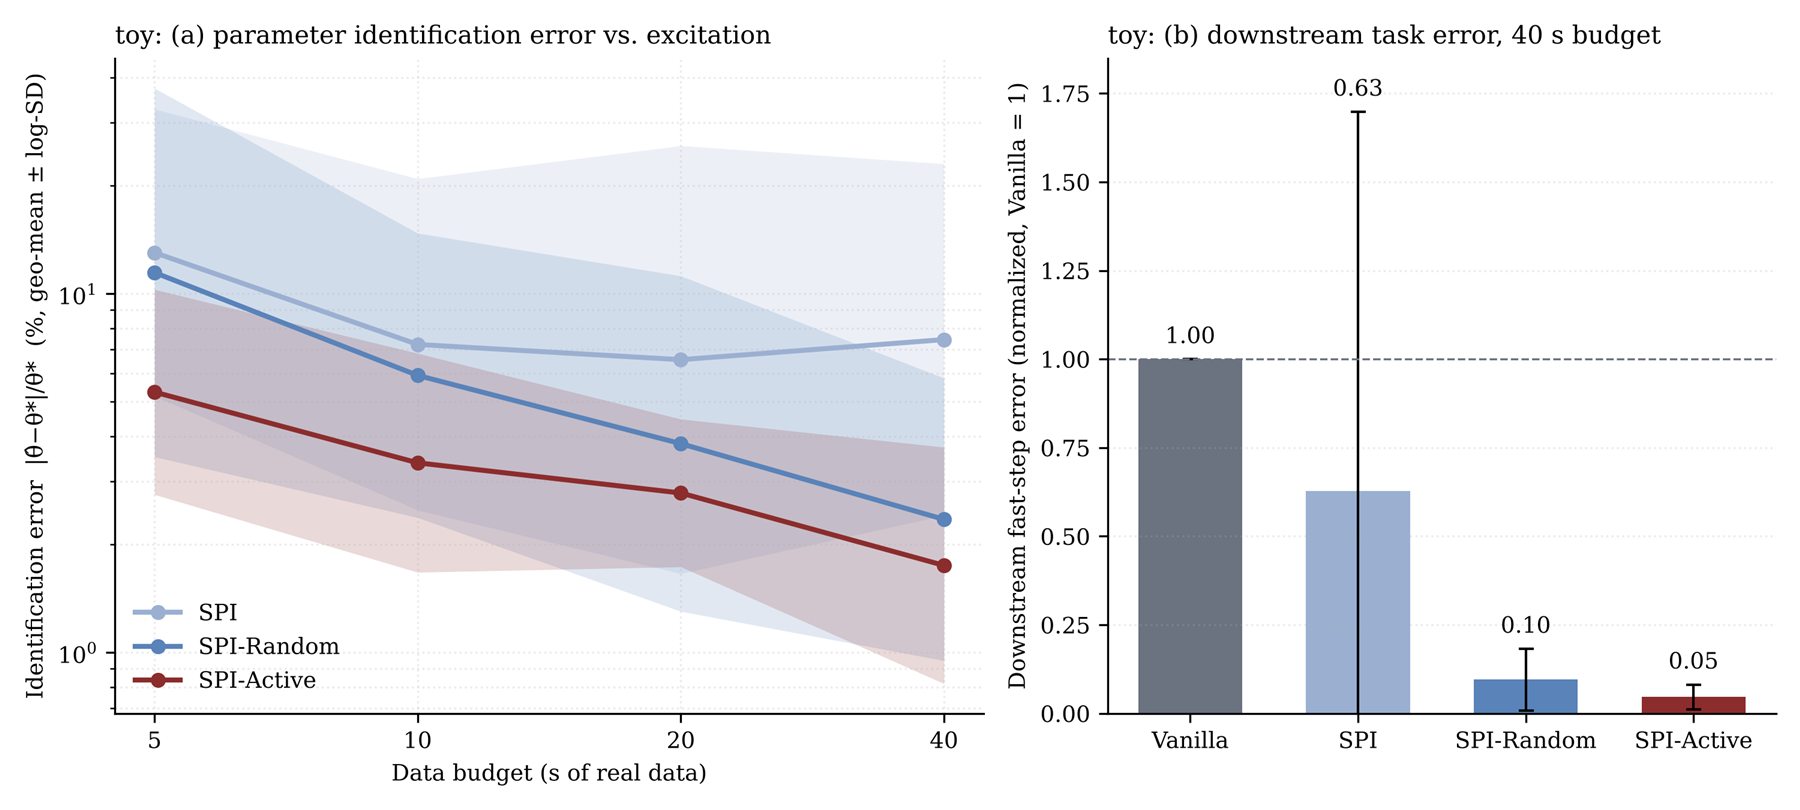 toy: (a) parameter identification error vs. excitation
Identification error |θ−θ*|/θ* (%, geo-mean ± log-SD)
10¹
10⁰
SPI
SPI-Random
SPI-Active
5 10 20 40
Data budget (s of real data)
toy: (b) downstream task error, 40 s budget
Downstream fast-step error (normalized, Vanilla = 1)
1.75
1.50
1.25
1.00
0.75
0.50
0.25
0.00
1.00
0.63
0.10
0.05
Vanilla SPI SPI-Random SPI-Active